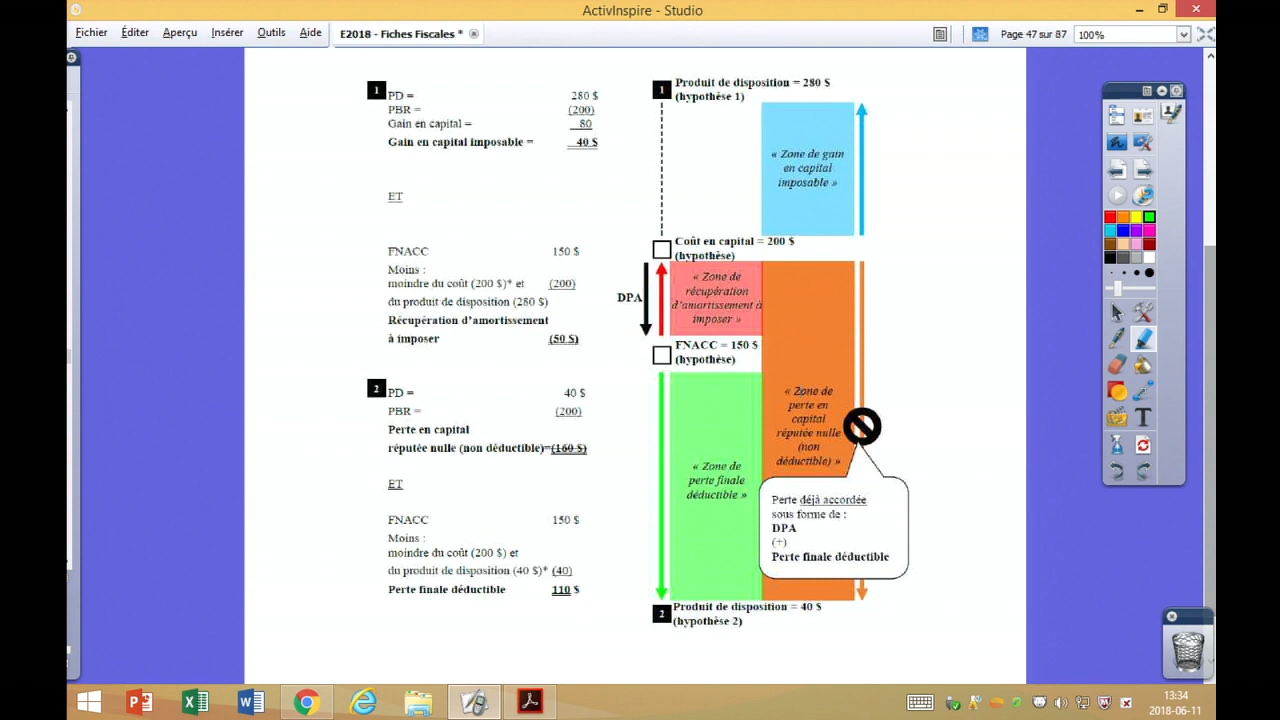 ActivInspire - Studio
Fichier Éditer Aperçu Insérer Outils Aide
E2018 - Fiches Fiscales *
Page 47 sur 87
100%
1
PD = 280 $
PBR = (200)
Gain en capital = 80
Gain en capital imposable = 40 $
ET
FNACC 150 $
Moins :
moindre du coût (200 $)* et (200)
du produit de disposition (280 $)
Récupération d'amortissement
à imposer (50 $)
2
PD = 40 $
PBR = (200)
Perte en capital
réputée nulle (non déductible)=(160 $)
ET
FNACC 150 $
Moins :
moindre du coût (200 $) et
du produit de disposition (40 $)* (40)
Perte finale déductible 110 $
1
Produit de disposition = 280 $
(hypothèse 1)
« Zone de gain
en capital
imposable »
Coût en capital = 200 $
(hypothèse)
DPA
« Zone de
récupération
d'amortissement à
imposer »
FNACC = 150 $
(hypothèse)
« Zone de
perte finale
déductible »
« Zone de
perte en
capital
réputée nulle
(non
déductible) »
Perte déjà accordée
sous forme de :
DPA
(+)
Perte finale déductible
2
Produit de disposition = 40 $
(hypothèse 2)
13:34
2018-06-11